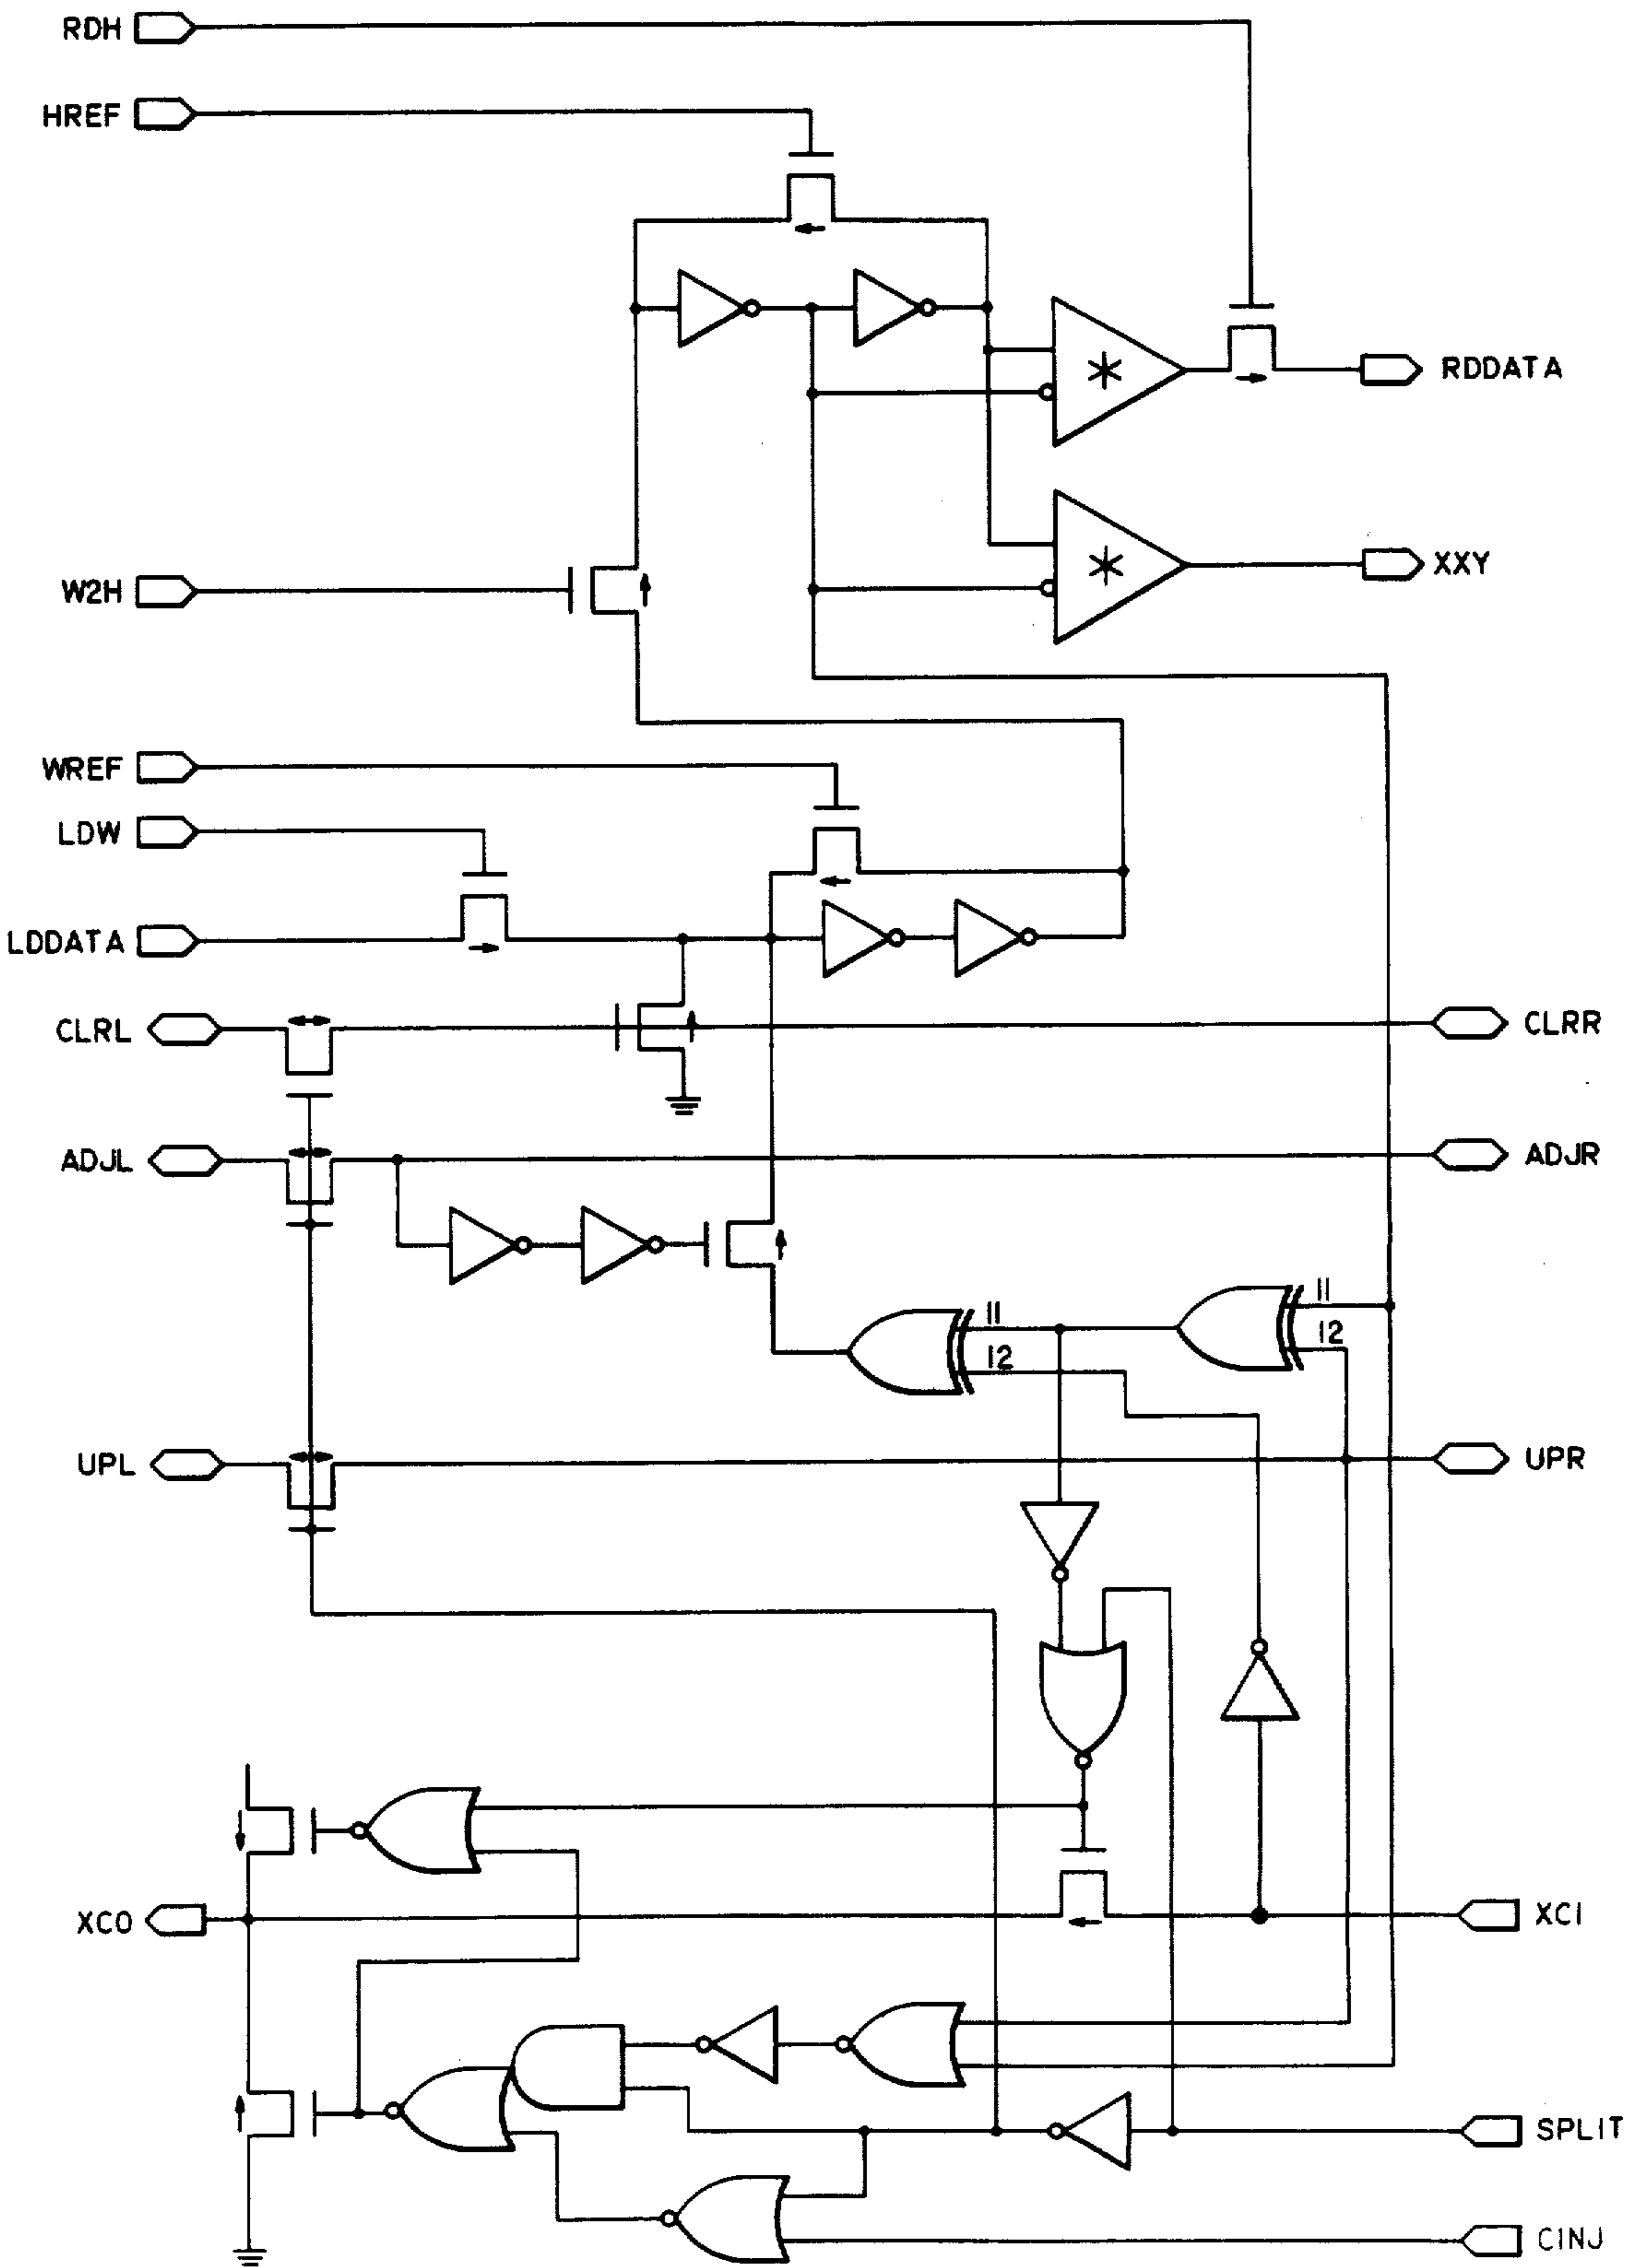 RDH
HREF
RDDATA
XXY
W2H
WREF
LDW
LDDATA
CLRL
CLRR
ADJL
ADJR
I1
I1
I2
I2
UPL
UPR
XCO
XCI
SPLIT
CINJ